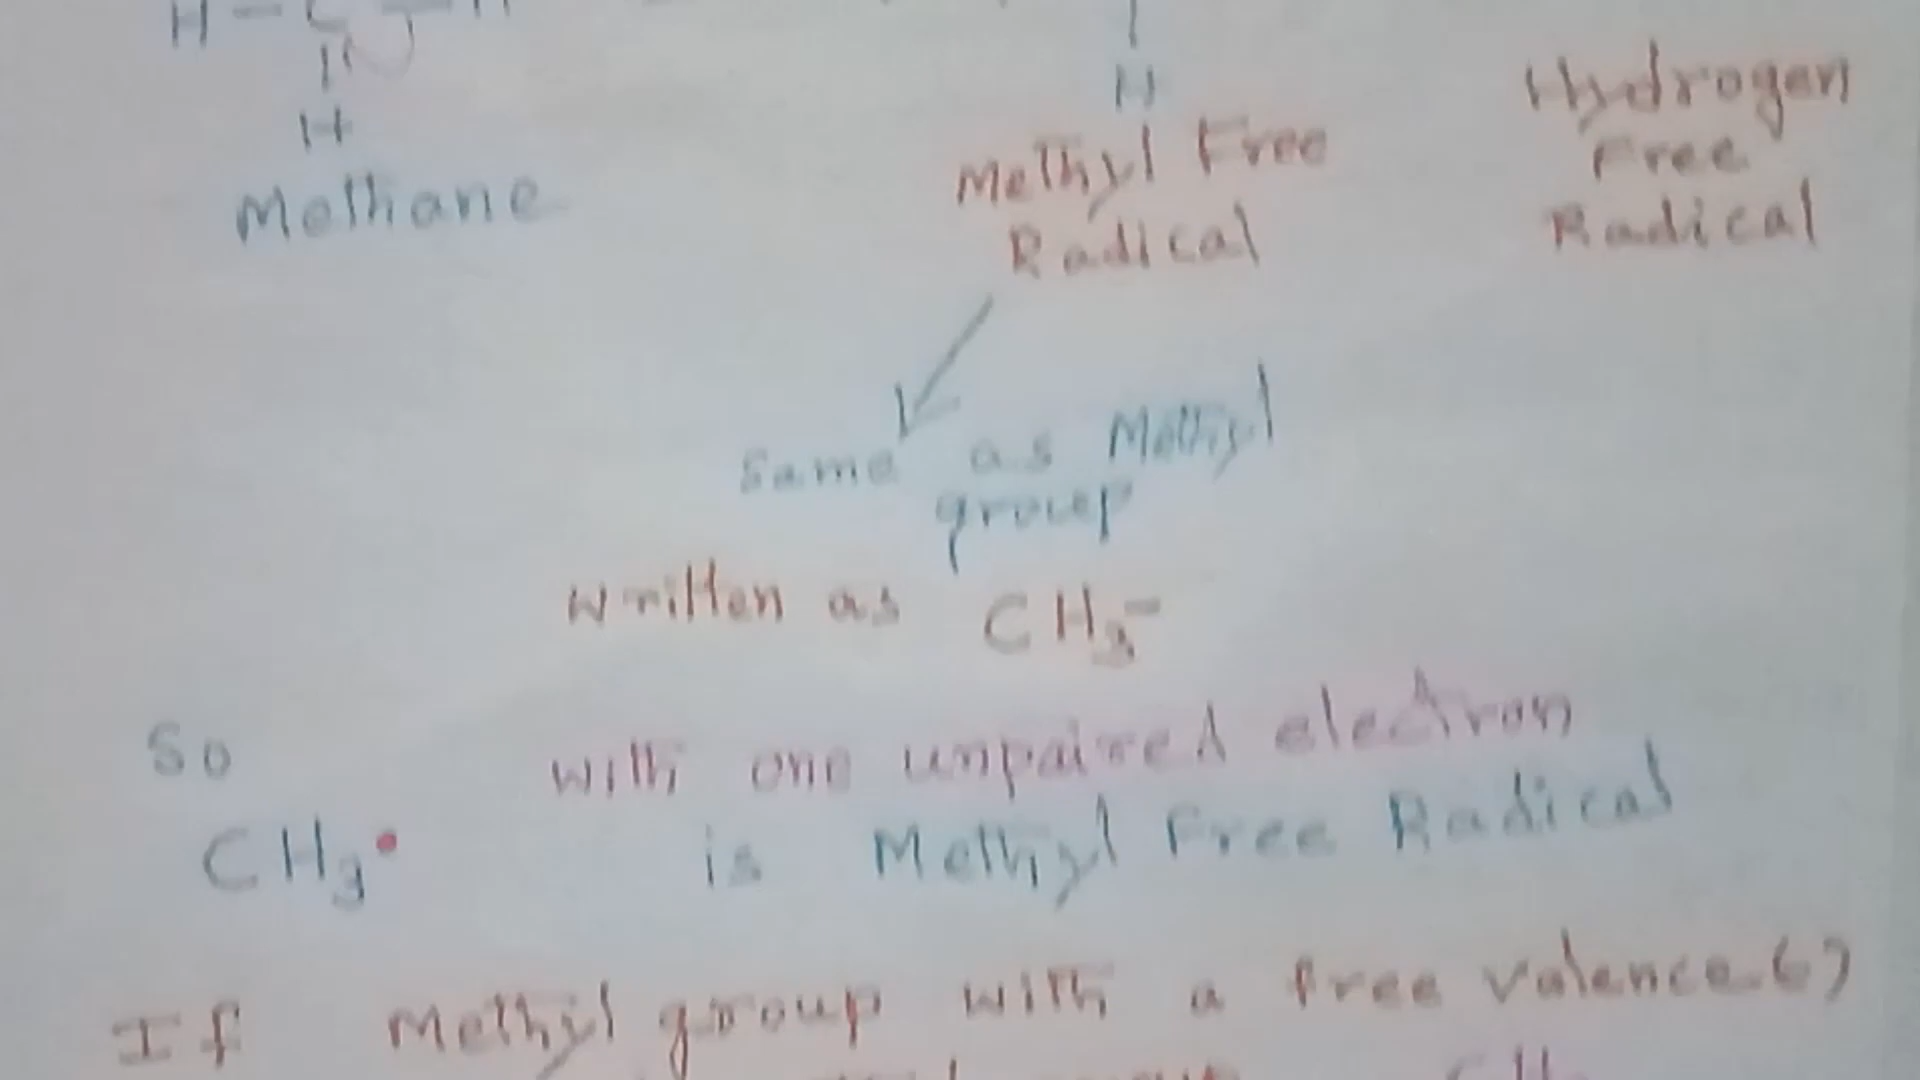 H - C - H
H
H
Methane
Methyl Free
Radical
Hydrogen
Free
Radical
Same as Methyl
group
written as CH₃-
So
with one unpaired electron
CH₃• is Methyl Free Radical
If Methyl group with a free valence (-)